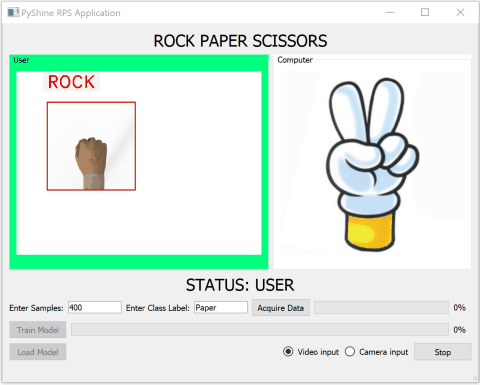 PyShine RPS Application
ROCK PAPER SCISSORS
User
Computer
ROCK
STATUS: USER
Enter Samples: 400 Enter Class Label: Paper Acquire Data 0%
Train Model 0%
Load Model Video input Camera input Stop